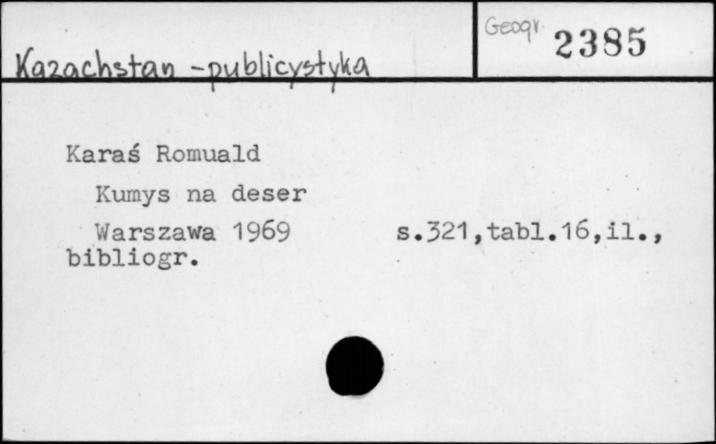 Geogr. 2385
Kazachstan - publicystyka
Karaś Romuald
Kumys na deser
Warszawa 1969 s.321,tabl.16,il.,
bibliogr.